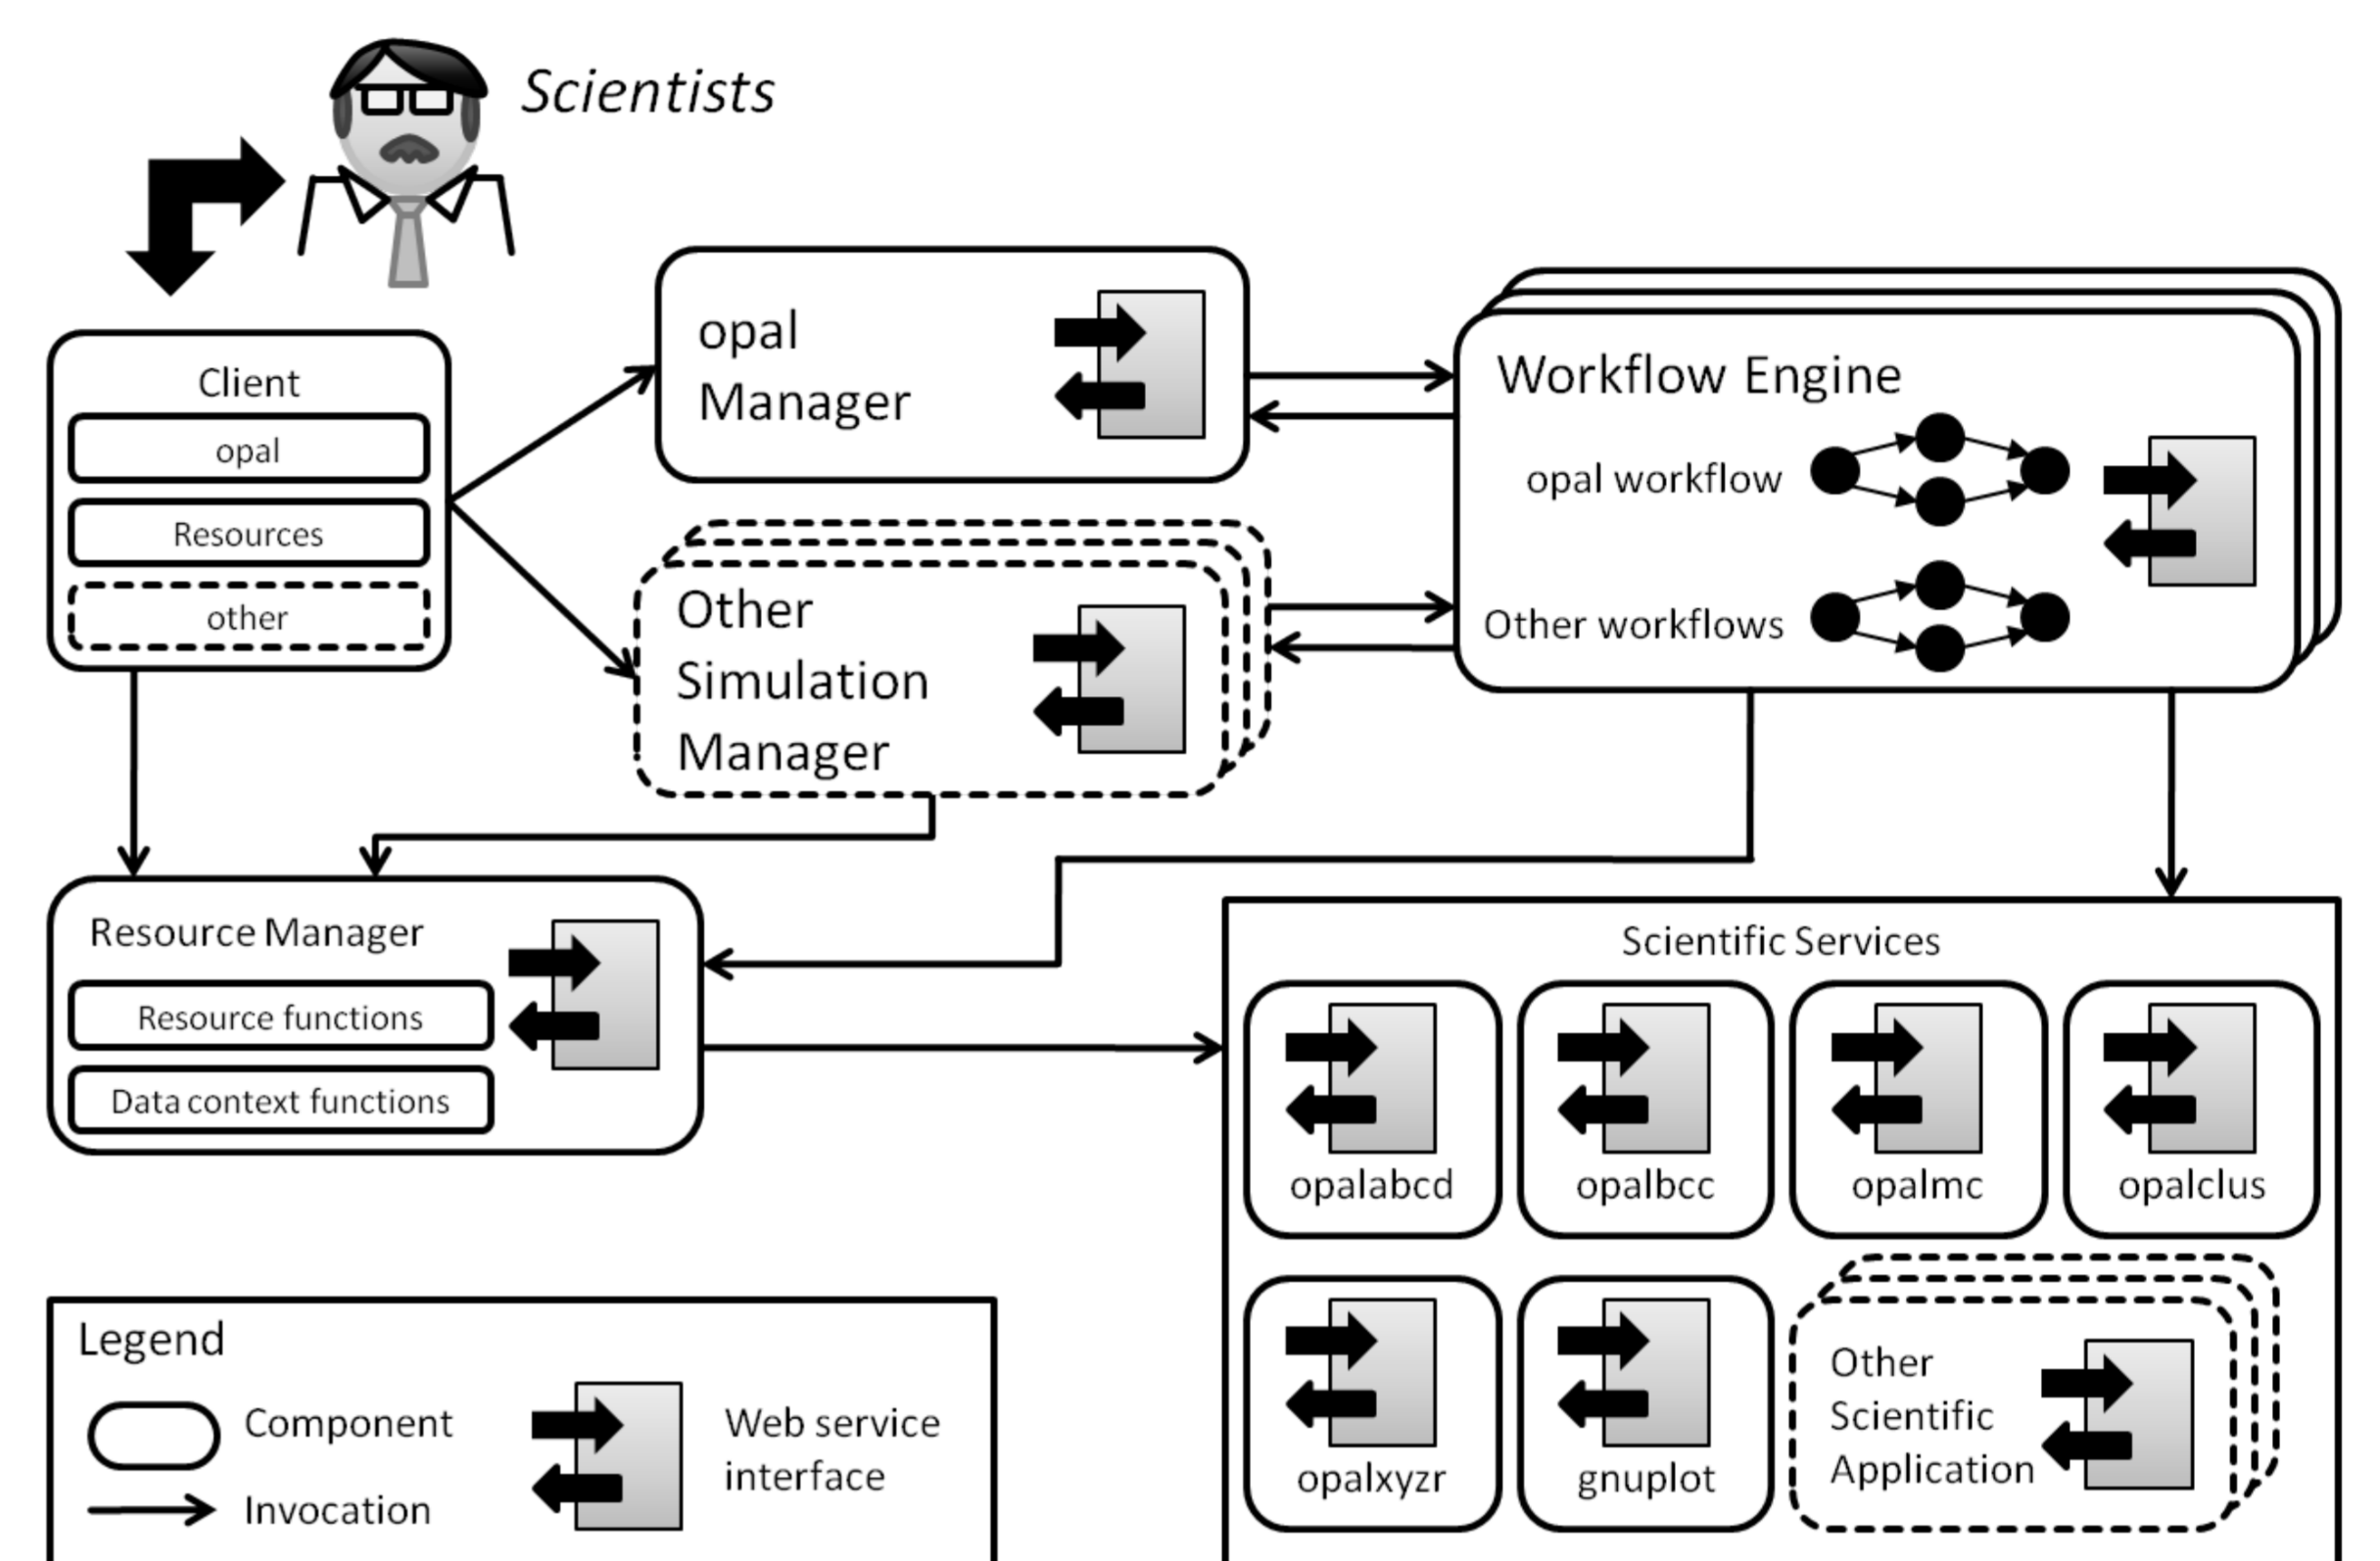 Scientists
Client
opal
Resources
other
opal
Manager
Other
Simulation
Manager
Workflow Engine
opal workflow
Other workflows
Resource Manager
Resource functions
Data context functions
Scientific Services
opalabcd
opalbcc
opalmc
opalclus
opalxyzr
gnuplot
Other
Scientific
Application
Legend
Component
Invocation
Web service
interface